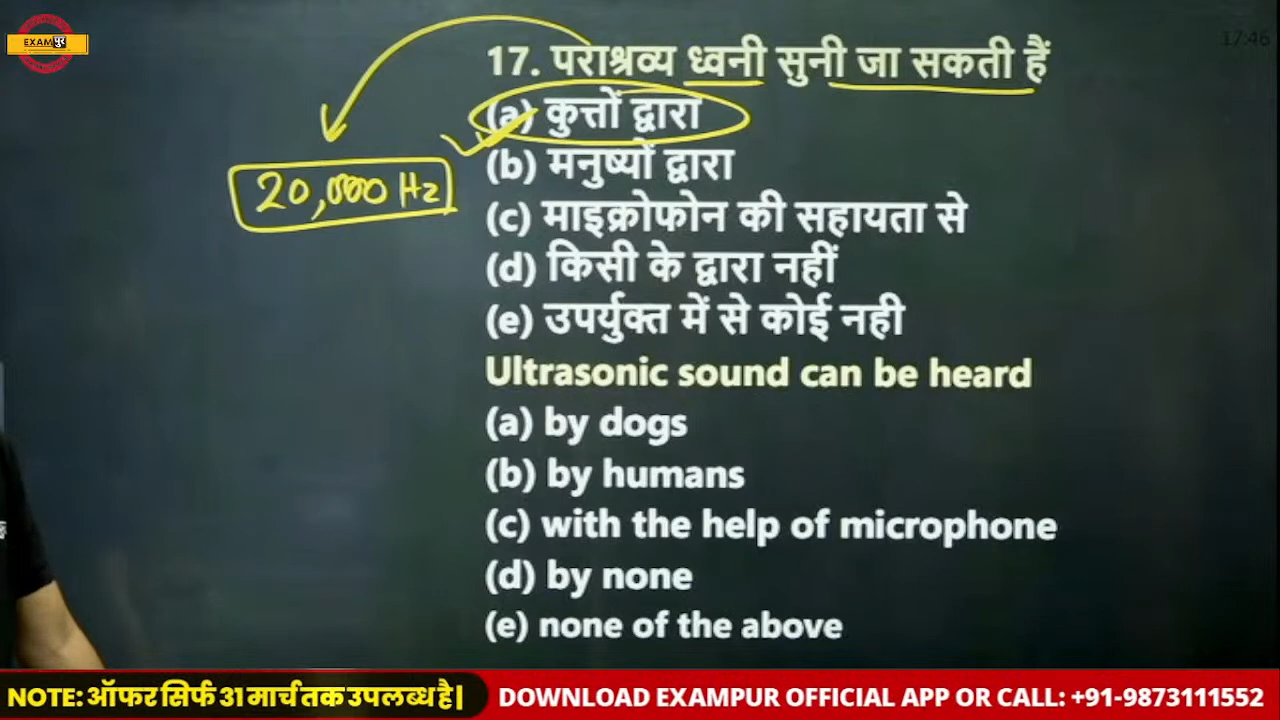 EXAMपुर
17:46
17. पराश्रव्य ध्वनी सुनी जा सकती हैं
(a) कुत्तों द्वारा
(b) मनुष्यों द्वारा
20,000 Hz
(c) माइक्रोफोन की सहायता से
(d) किसी के द्वारा नहीं
(e) उपर्युक्त में से कोई नही
Ultrasonic sound can be heard
(a) by dogs
(b) by humans
(c) with the help of microphone
(d) by none
(e) none of the above
NOTE: ऑफर सिर्फ 31 मार्च तक उपलब्ध है|
DOWNLOAD EXAMPUR OFFICIAL APP OR CALL: +91-9873111552